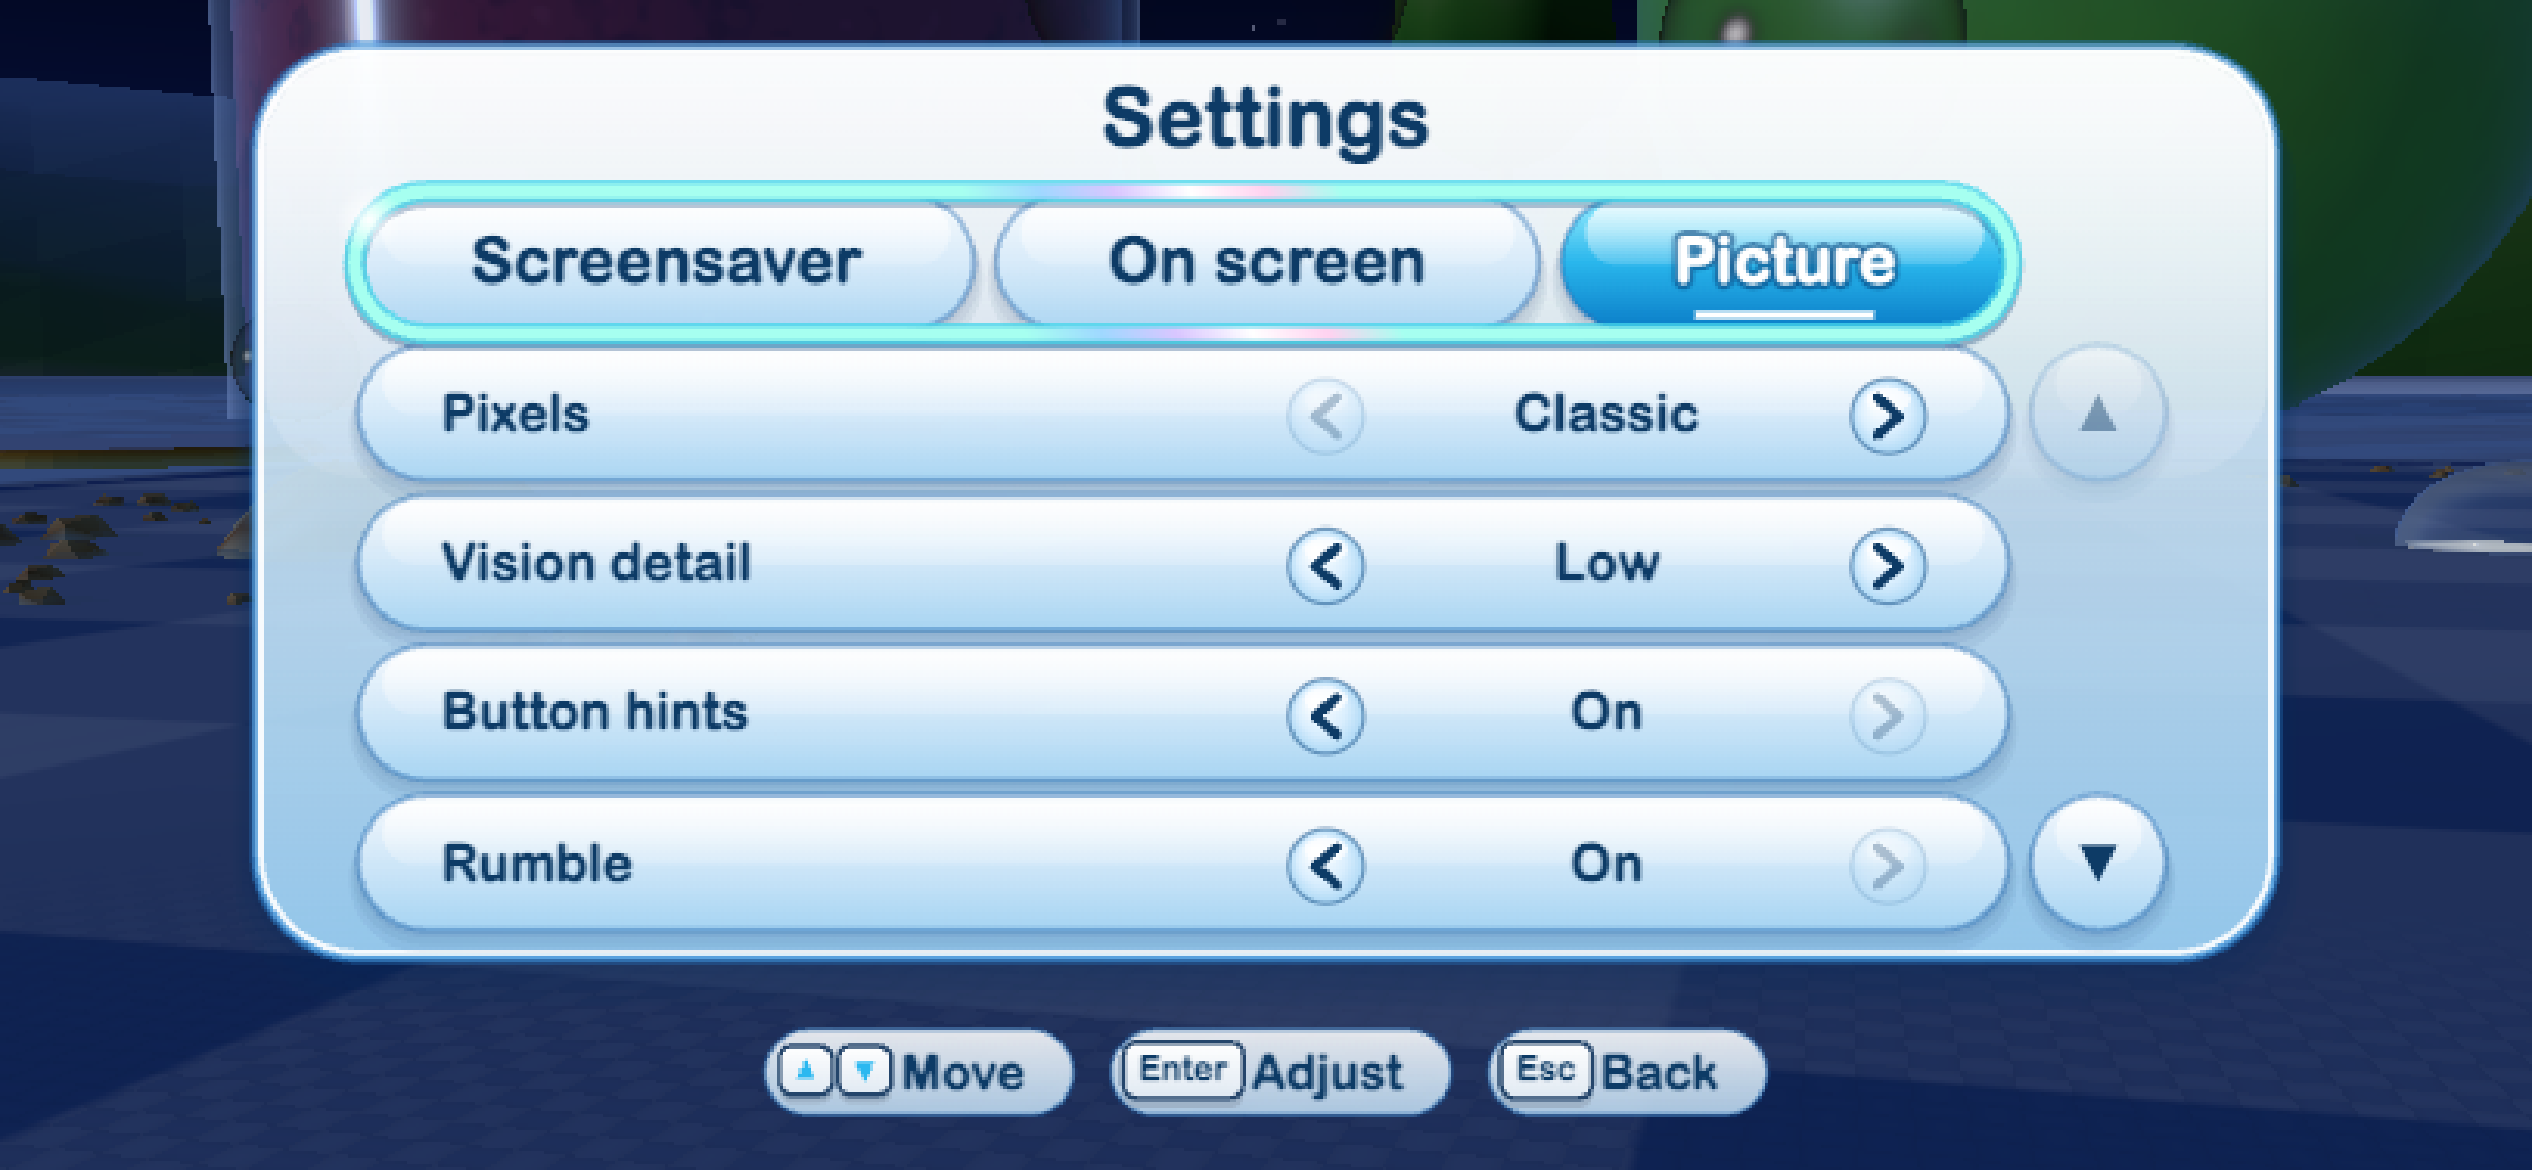 Settings
Screensaver On screen Picture
Pixels < Classic >
Vision detail < Low >
Button hints < On >
Rumble < On >
▲ ▼ Move Enter Adjust Esc Back